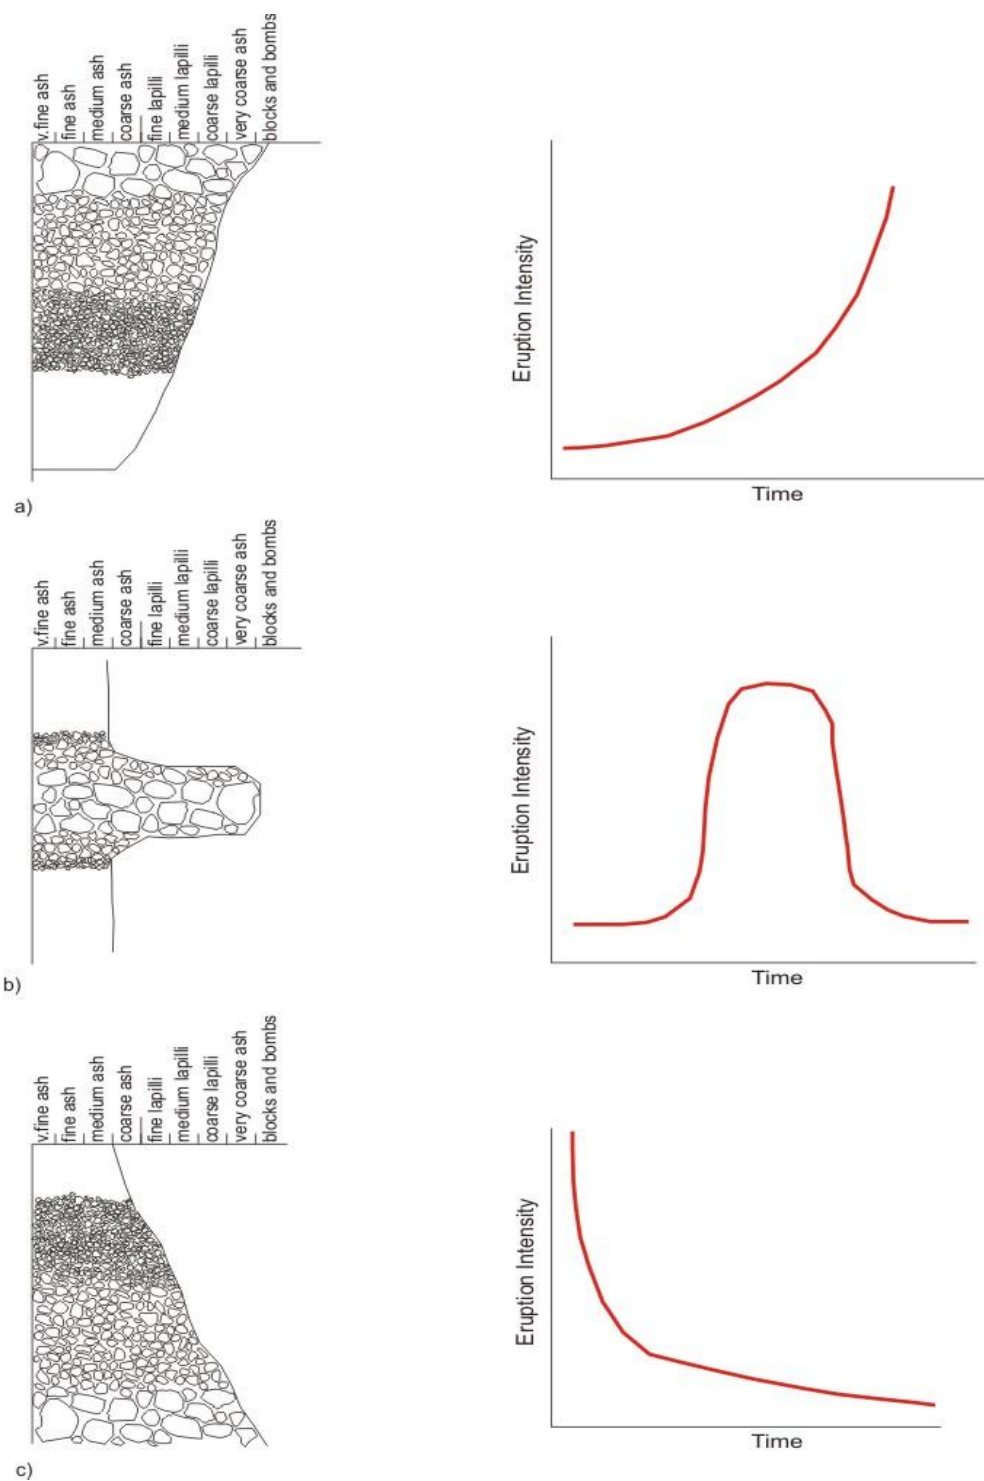 v.fine ash
fine ash
medium ash
coarse ash
fine lapilli
medium lapilli
coarse lapilli
very coarse ash
blocks and bombs
Eruption Intensity
Time
a)
v.fine ash
fine ash
medium ash
coarse ash
fine lapilli
medium lapilli
coarse lapilli
very coarse ash
blocks and bombs
Eruption Intensity
Time
b)
v.fine ash
fine ash
medium ash
coarse ash
fine lapilli
medium lapilli
coarse lapilli
very coarse ash
blocks and bombs
Eruption Intensity
Time
c)